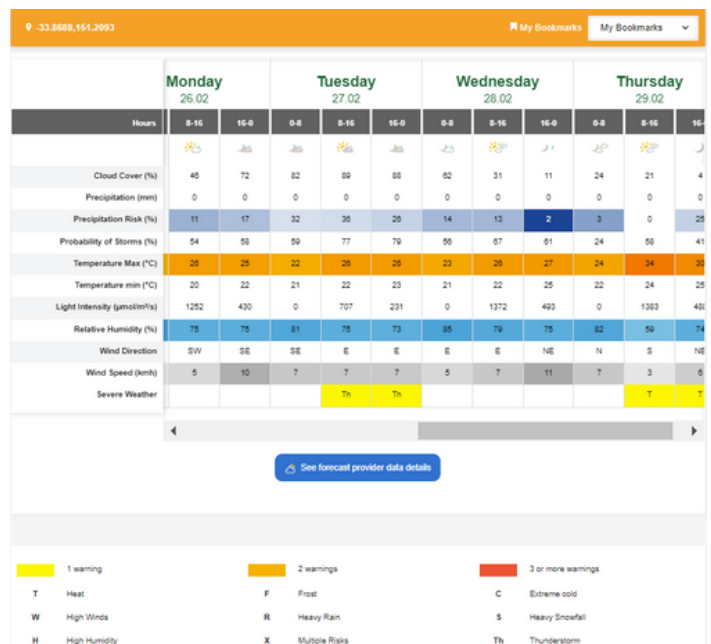 -33.8688,151.2093 My Bookmarks My Bookmarks
Monday Tuesday Wednesday Thursday
26.02 27.02 28.02 29.02
Hours 8-16 16-0 0-8 8-16 16-0 0-8 8-16 16-0 0-8 8-16 16-
Cloud Cover (%) 46 72 82 89 88 62 31 11 24 21 4
Precipitation (mm) 0 0 0 0 0 0 0 0 0 0 0
Precipitation Risk (%) 11 17 32 36 26 14 13 2 3 0 25
Probability of Storms (%) 54 58 59 77 79 56 67 61 24 58 41
Temperature Max (°C) 26 25 22 26 26 23 26 27 24 34 30
Temperature min (°C) 20 22 21 22 23 21 22 25 22 24 25
Light Intensity (µmol/m²/s) 1252 430 0 707 231 0 1372 493 0 1383 488
Relative Humidity (%) 75 75 81 75 73 85 79 75 82 59 74
Wind Direction SW SE SE E E E E NE N S NE
Wind Speed (kmh) 5 10 7 7 7 5 7 11 7 3 6
Severe Weather Th Th T T
See forecast provider data details
1 warning 2 warnings 3 or more warnings
T Heat F Frost C Extreme cold
W High Winds R Heavy Rain S Heavy Snowfall
H High Humidity X Multiple Risks Th Thunderstorm